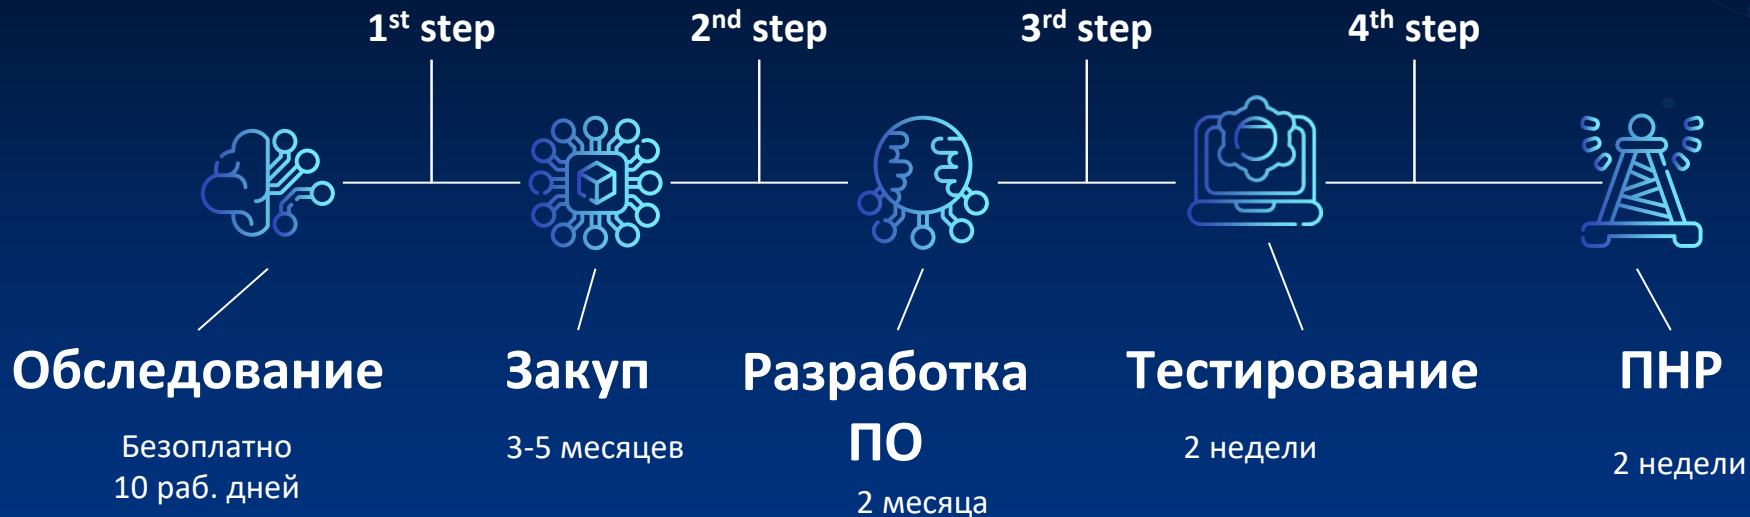 1st step
2nd step
3rd step
4th step
Обследование
Безоплатно
10 раб. дней
Закуп
3-5 месяцев
Разработка
ПО
2 месяца
Тестирование
2 недели
ПНР
2 недели